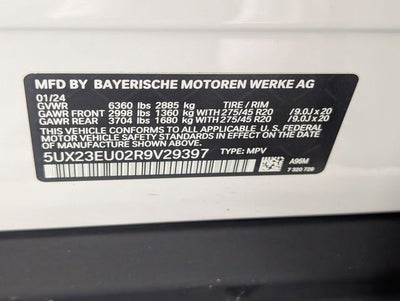 MFD BY BAYERISCHE MOTOREN WERKE AG
01/24
GVWR 6360 lbs 2885 kg TIRE / RIM
GAWR FRONT 2998 lbs 1360 kg WITH 275/45 R20 / 9.0J x 20
GAWR REAR 3704 lbs 1680 kg WITH 275/45 R20 / 9.0J x 20
THIS VEHICLE CONFORMS TO ALL APPLICABLE U.S. FEDERAL
MOTOR VEHICLE SAFETY STANDARDS IN EFFECT ON THE DATE
OF MANUFACTURE SHOWN ABOVE.
5UX23EU02R9V29397 TYPE: MPV A96M
7 320 709